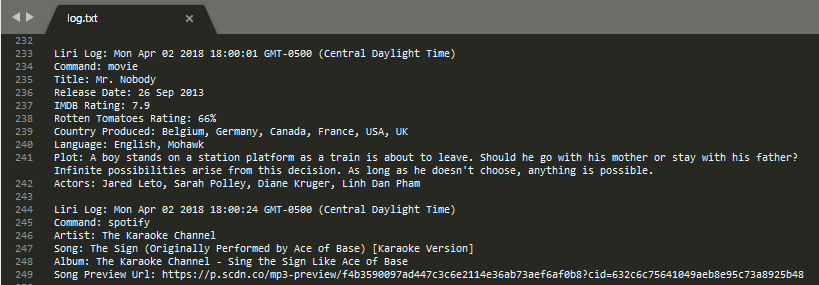 log.txt
232
233 Liri Log: Mon Apr 02 2018 18:00:01 GMT-0500 (Central Daylight Time)
234 Command: movie
235 Title: Mr. Nobody
236 Release Date: 26 Sep 2013
237 IMDB Rating: 7.9
238 Rotten Tomatoes Rating: 66%
239 Country Produced: Belgium, Germany, Canada, France, USA, UK
240 Language: English, Mohawk
241 Plot: A boy stands on a station platform as a train is about to leave. Should he go with his mother or stay with his father?
Infinite possibilities arise from this decision. As long as he doesn't choose, anything is possible.
242 Actors: Jared Leto, Sarah Polley, Diane Kruger, Linh Dan Pham
243
244 Liri Log: Mon Apr 02 2018 18:00:24 GMT-0500 (Central Daylight Time)
245 Command: spotify
246 Artist: The Karaoke Channel
247 Song: The Sign (Originally Performed by Ace of Base) [Karaoke Version]
248 Album: The Karaoke Channel - Sing the Sign Like Ace of Base
249 Song Preview Url: https://p.scdn.co/mp3-preview/f4b3590097ad447c3c6e2114e36ab73aef6af0b8?cid=632c6c75641049aeb8e95c73a8925b48